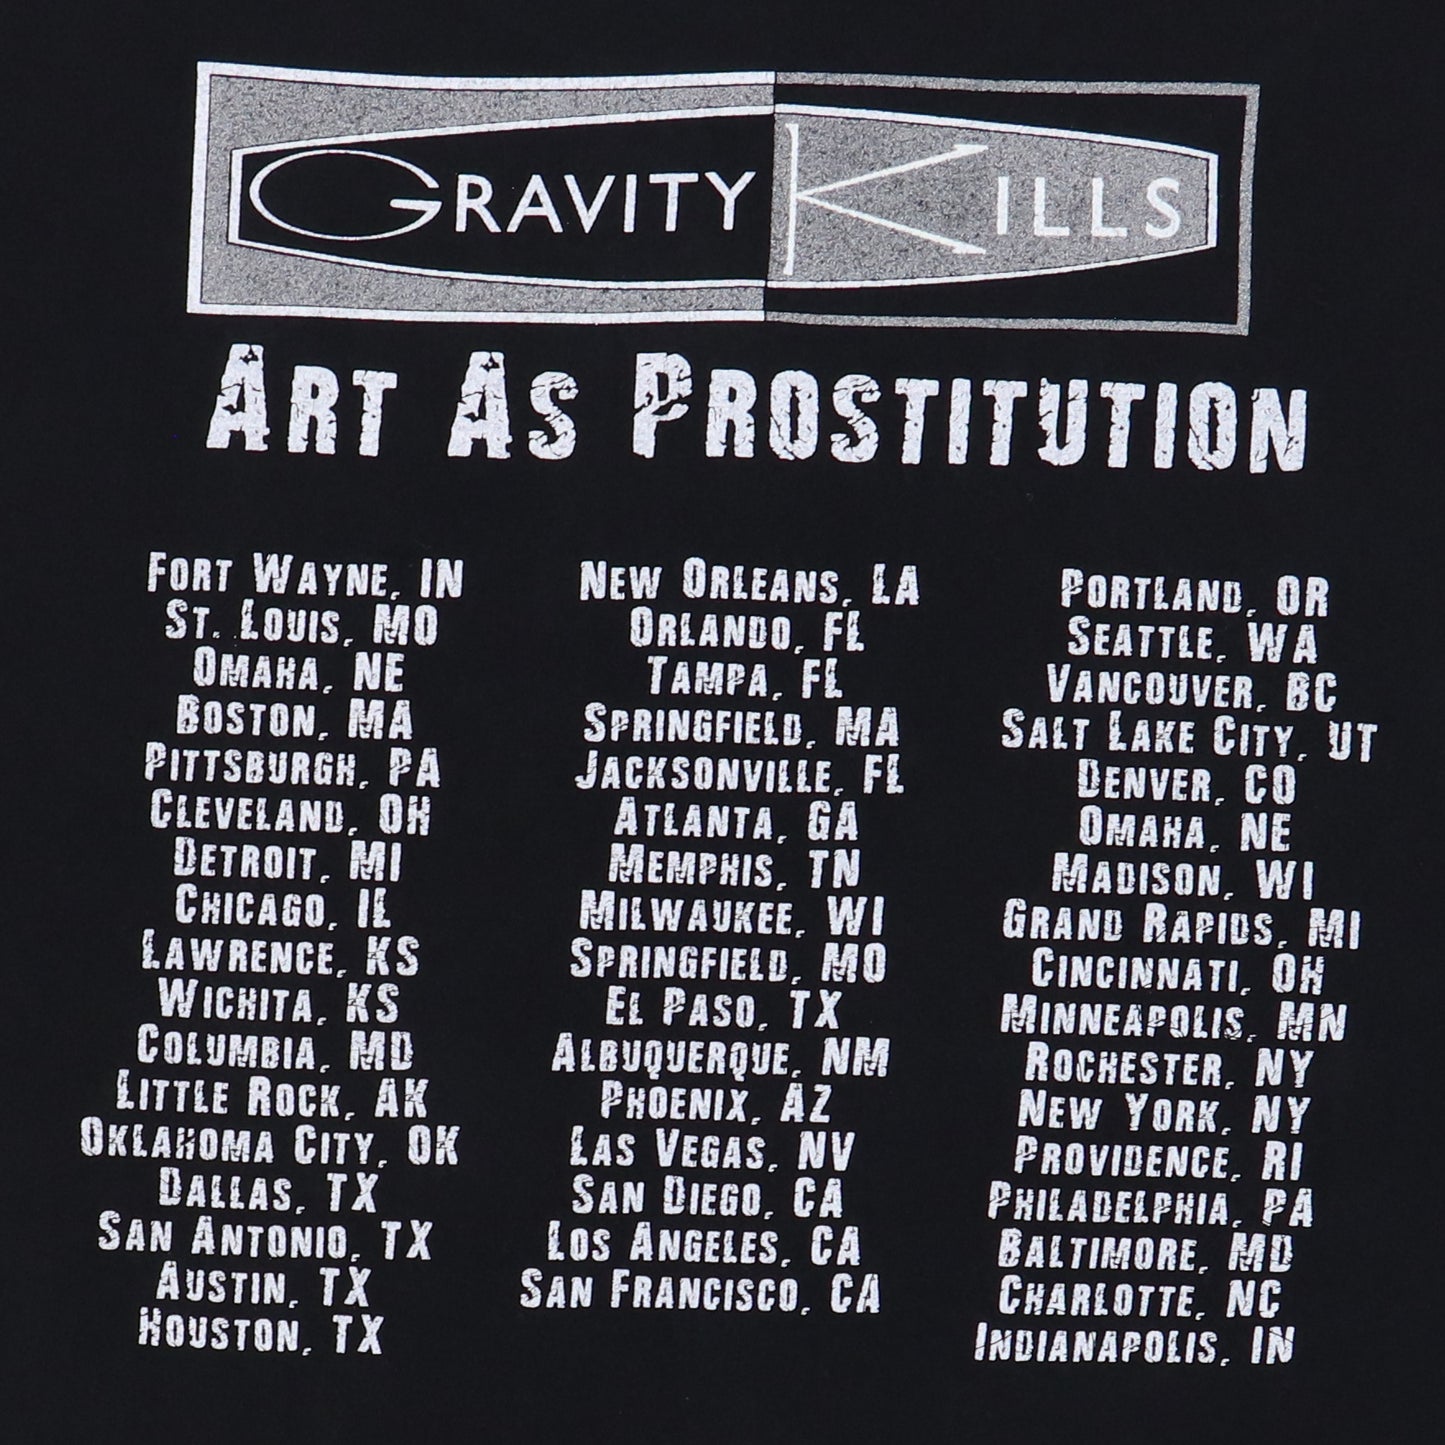 GRAVITY KILLS
ART AS PROSTITUTION
FORT WAYNE, IN
ST. LOUIS, MO
OMAHA, NE
BOSTON, MA
PITTSBURGH, PA
CLEVELAND, OH
DETROIT, MI
CHICAGO, IL
LAWRENCE, KS
WICHITA, KS
COLUMBIA, MD
LITTLE ROCK, AK
OKLAHOMA CITY, OK
DALLAS, TX
SAN ANTONIO, TX
AUSTIN, TX
HOUSTON, TX
NEW ORLEANS, LA
ORLANDO, FL
TAMPA, FL
SPRINGFIELD, MA
JACKSONVILLE, FL
ATLANTA, GA
MEMPHIS, TN
MILWAUKEE, WI
SPRINGFIELD, MO
EL PASO, TX
ALBUQUERQUE, NM
PHOENIX, AZ
LAS VEGAS, NV
SAN DIEGO, CA
LOS ANGELES, CA
SAN FRANCISCO, CA
PORTLAND, OR
SEATTLE, WA
VANCOUVER, BC
SALT LAKE CITY, UT
DENVER, CO
OMAHA, NE
MADISON, WI
GRAND RAPIDS, MI
CINCINNATI, OH
MINNEAPOLIS, MN
ROCHESTER, NY
NEW YORK, NY
PROVIDENCE, RI
PHILADELPHIA, PA
BALTIMORE, MD
CHARLOTTE, NC
INDIANAPOLIS, IN